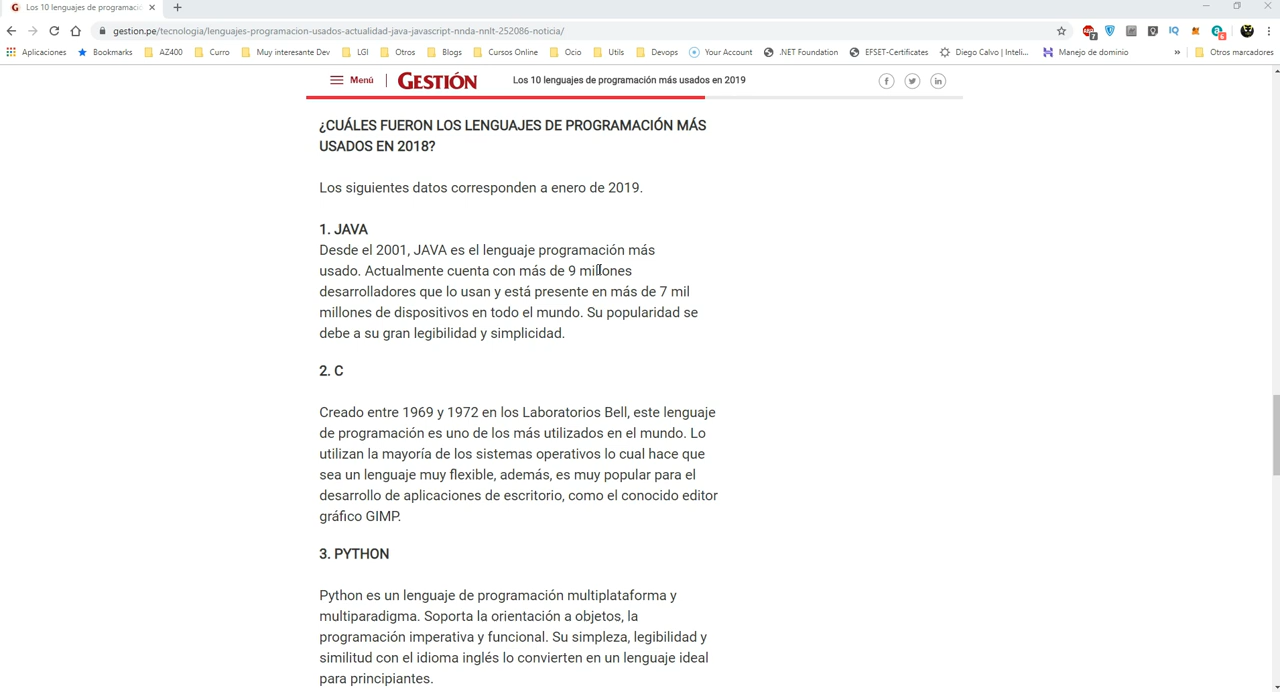 Los 10 lenguajes de programació
gestion.pe/tecnologia/lenguajes-programacion-usados-actualidad-java-javascript-nnda-nnlt-252086-noticia/
Aplicaciones Bookmarks AZ400 Curro Muy interesante Dev LGI Otros Blogs Cursos Online Ocio Utils Devops Your Account .NET Foundation EFSET-Certificates Diego Calvo | Inteli... Manejo de dominio » Otros marcadores
Menú | GESTIÓN Los 10 lenguajes de programación más usados en 2019
¿CUÁLES FUERON LOS LENGUAJES DE PROGRAMACIÓN MÁS
USADOS EN 2018?
Los siguientes datos corresponden a enero de 2019.
1. JAVA
Desde el 2001, JAVA es el lenguaje programación más
usado. Actualmente cuenta con más de 9 millones
desarrolladores que lo usan y está presente en más de 7 mil
millones de dispositivos en todo el mundo. Su popularidad se
debe a su gran legibilidad y simplicidad.
2. C
Creado entre 1969 y 1972 en los Laboratorios Bell, este lenguaje
de programación es uno de los más utilizados en el mundo. Lo
utilizan la mayoría de los sistemas operativos lo cual hace que
sea un lenguaje muy flexible, además, es muy popular para el
desarrollo de aplicaciones de escritorio, como el conocido editor
gráfico GIMP.
3. PYTHON
Python es un lenguaje de programación multiplataforma y
multiparadigma. Soporta la orientación a objetos, la
programación imperativa y funcional. Su simpleza, legibilidad y
similitud con el idioma inglés lo convierten en un lenguaje ideal
para principiantes.